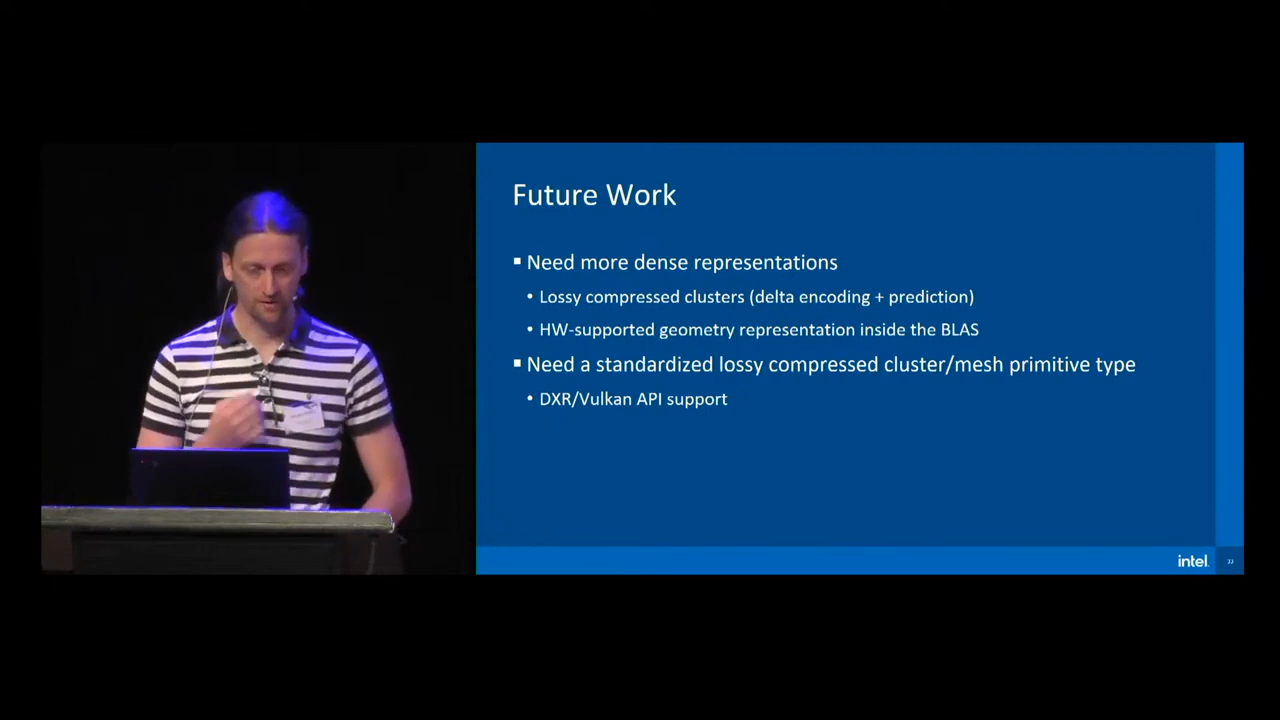 Future Work
▪ Need more dense representations
• Lossy compressed clusters (delta encoding + prediction)
• HW-supported geometry representation inside the BLAS
▪ Need a standardized lossy compressed cluster/mesh primitive type
• DXR/Vulkan API support
intel.